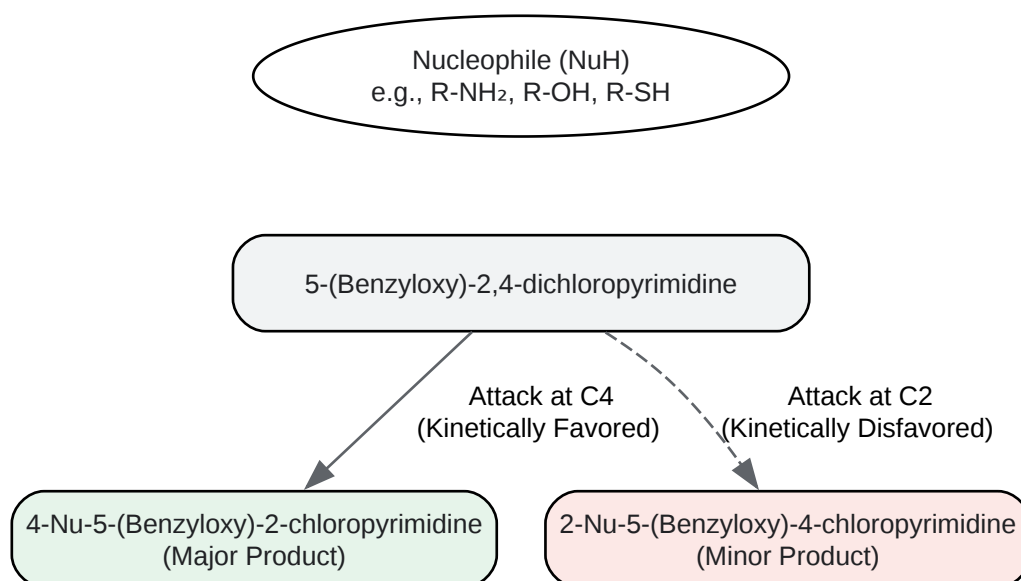 Nucleophile (NuH)
e.g., R-NH₂, R-OH, R-SH
5-(Benzyloxy)-2,4-dichloropyrimidine
Attack at C4
(Kinetically Favored)
Attack at C2
(Kinetically Disfavored)
4-Nu-5-(Benzyloxy)-2-chloropyrimidine
(Major Product)
2-Nu-5-(Benzyloxy)-4-chloropyrimidine
(Minor Product)